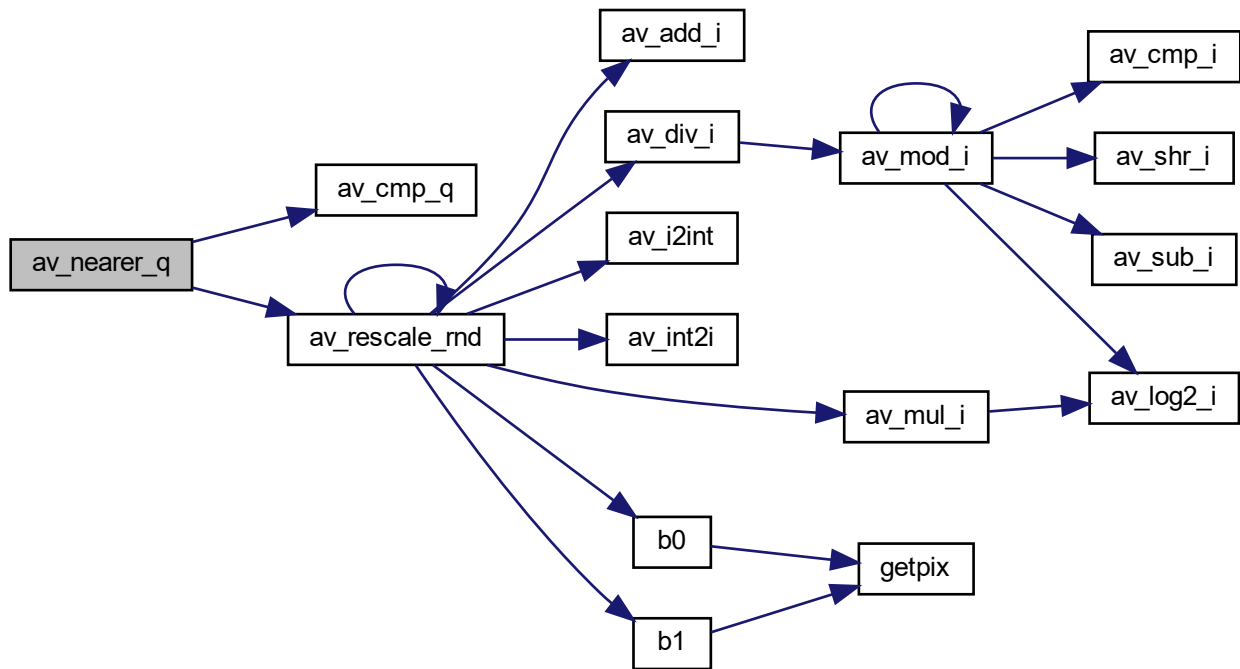 av_nearer_q
av_cmp_q
av_rescale_rnd
av_add_i
av_div_i
av_i2int
av_int2i
b0
b1
av_mod_i
av_mul_i
getpix
av_cmp_i
av_shr_i
av_sub_i
av_log2_i